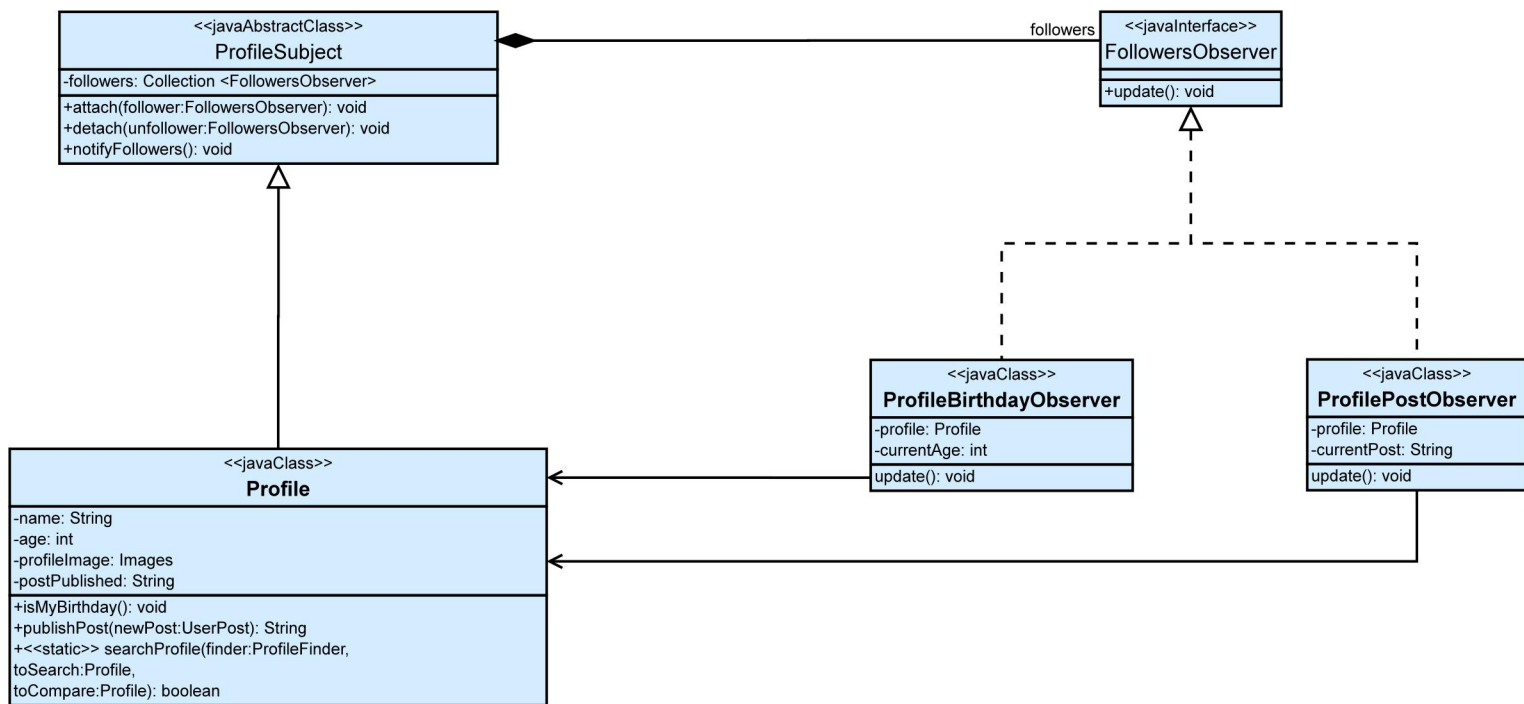 <<javaAbstractClass>>
ProfileSubject
-followers: Collection <FollowersObserver>
+attach(follower:FollowersObserver): void
+detach(unfollower:FollowersObserver): void
+notifyFollowers(): void
followers
<<javaInterface>>
FollowersObserver
+update(): void
<<javaClass>>
ProfileBirthdayObserver
-profile: Profile
-currentAge: int
update(): void
<<javaClass>>
ProfilePostObserver
-profile: Profile
-currentPost: String
update(): void
<<javaClass>>
Profile
-name: String
-age: int
-profileImage: Images
-postPublished: String
+isMyBirthday(): void
+publishPost(newPost:UserPost): String
+<<static>> searchProfile(finder:ProfileFinder,
toSearch:Profile,
toCompare:Profile): boolean